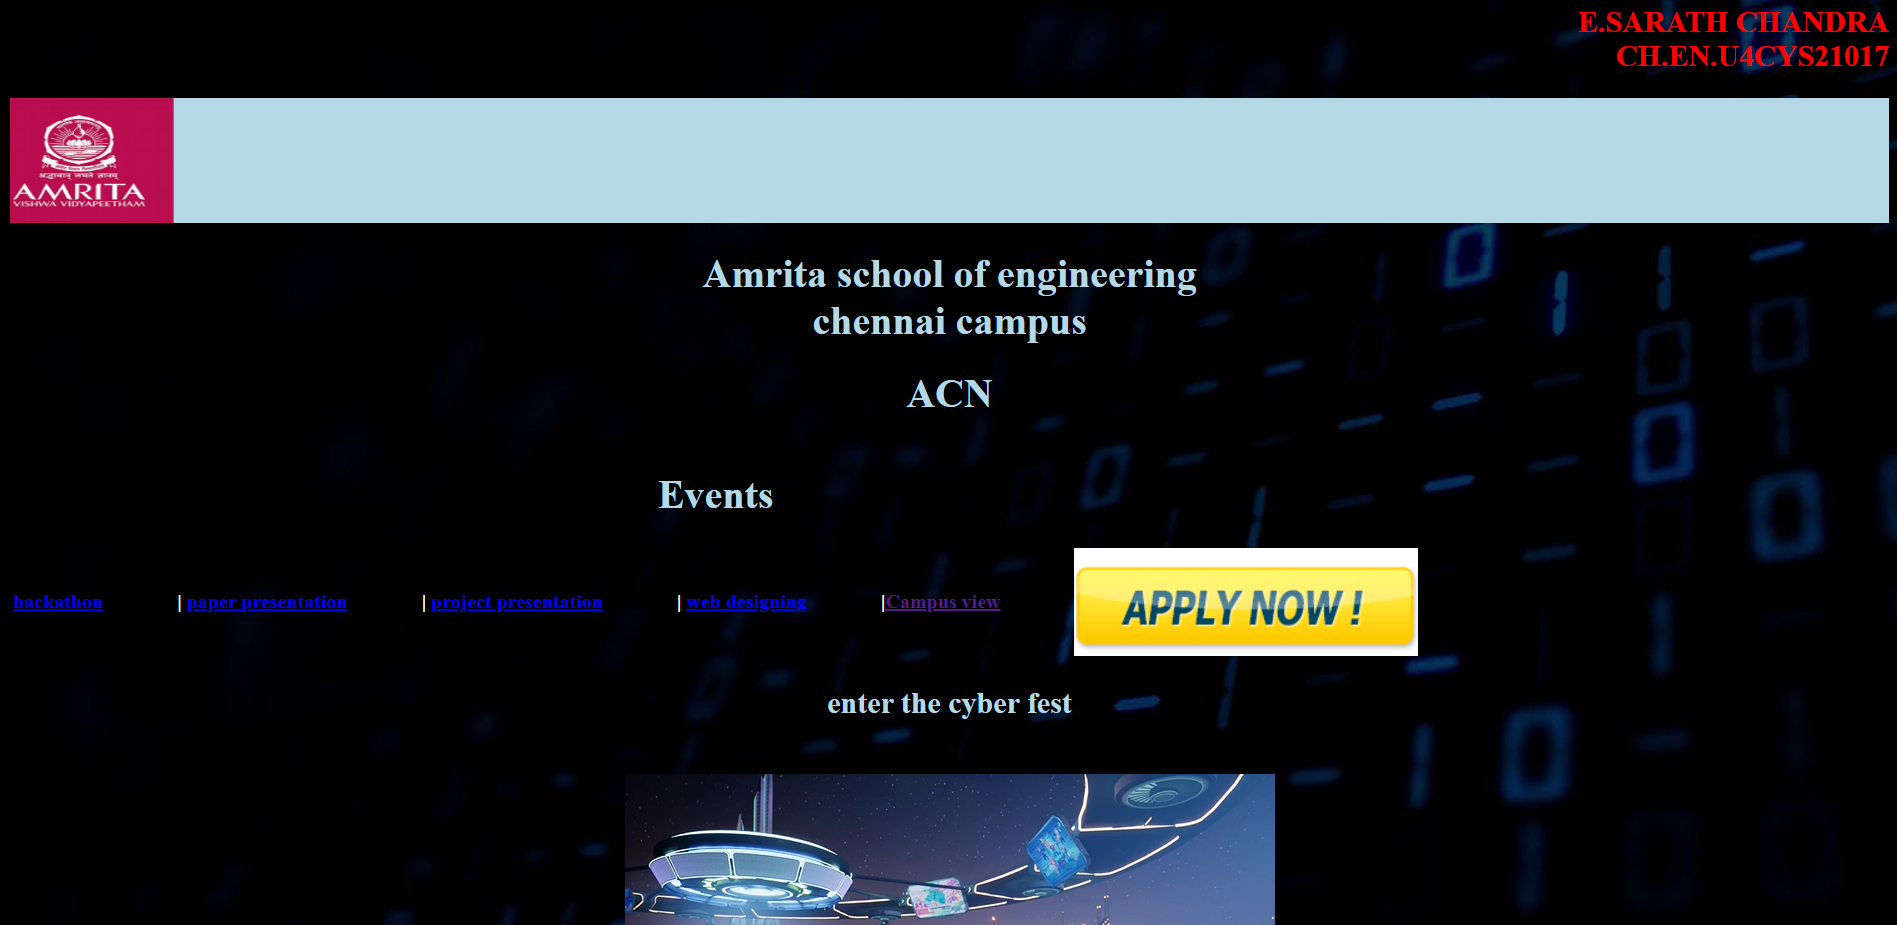 E.SARATH CHANDRA
CH.EN.U4CYS21017
AMRITA
VISHWA VIDYAPEETHAM
Amrita school of engineering
chennai campus
ACN
Events
hackathon | paper presentation | project presentation | web designing |Campus view
APPLY NOW !
enter the cyber fest